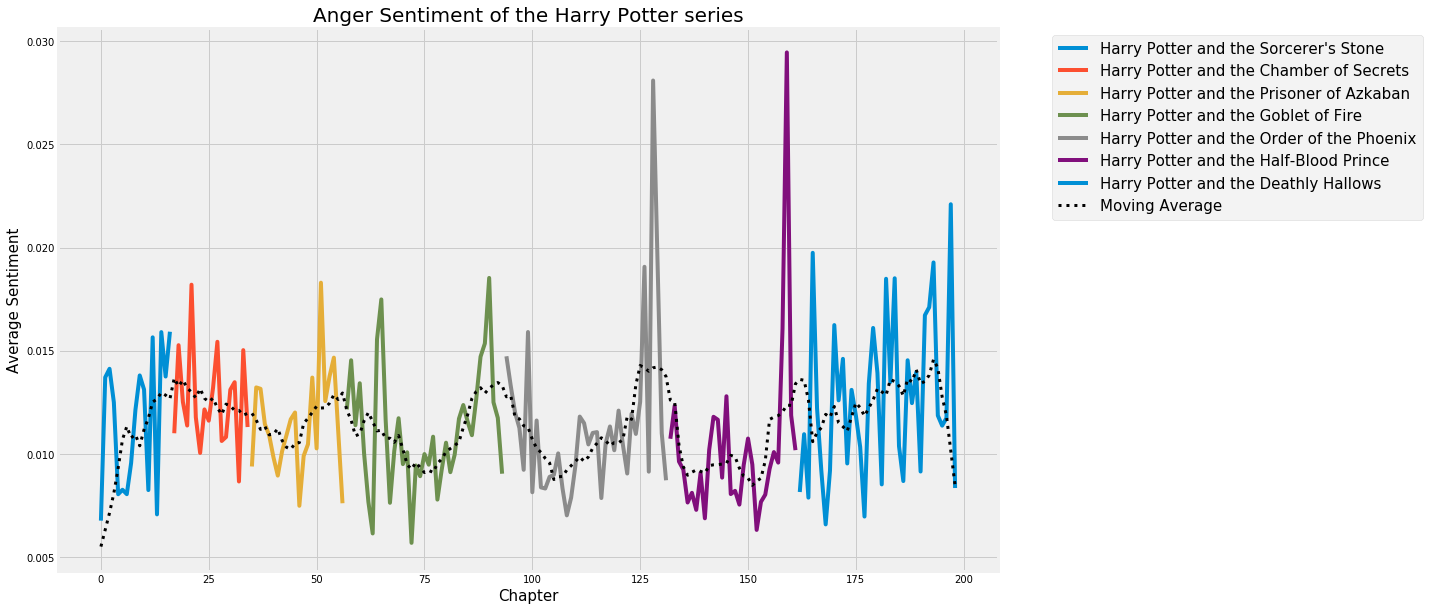 Anger Sentiment of the Harry Potter series
Harry Potter and the Sorcerer's Stone
Harry Potter and the Chamber of Secrets
Harry Potter and the Prisoner of Azkaban
Harry Potter and the Goblet of Fire
Harry Potter and the Order of the Phoenix
Harry Potter and the Half-Blood Prince
Harry Potter and the Deathly Hallows
Moving Average
Average Sentiment
0.030
0.025
0.020
0.015
0.010
0.005
0 25 50 75 100 125 150 175 200
Chapter